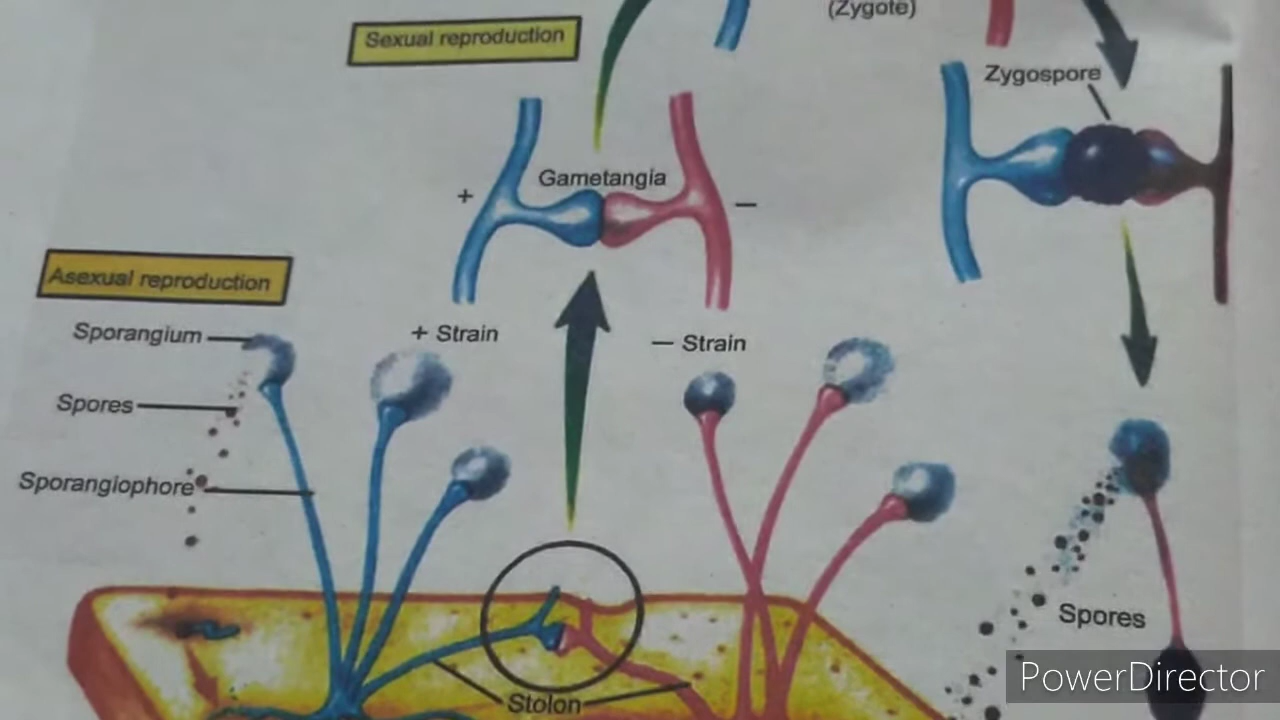 (Zygote)
Sexual reproduction
Zygospore
Gametangia
+
—
Asexual reproduction
Sporangium
+ Strain
— Strain
Spores
Sporangiophore
Spores
Stolon
PowerDirector